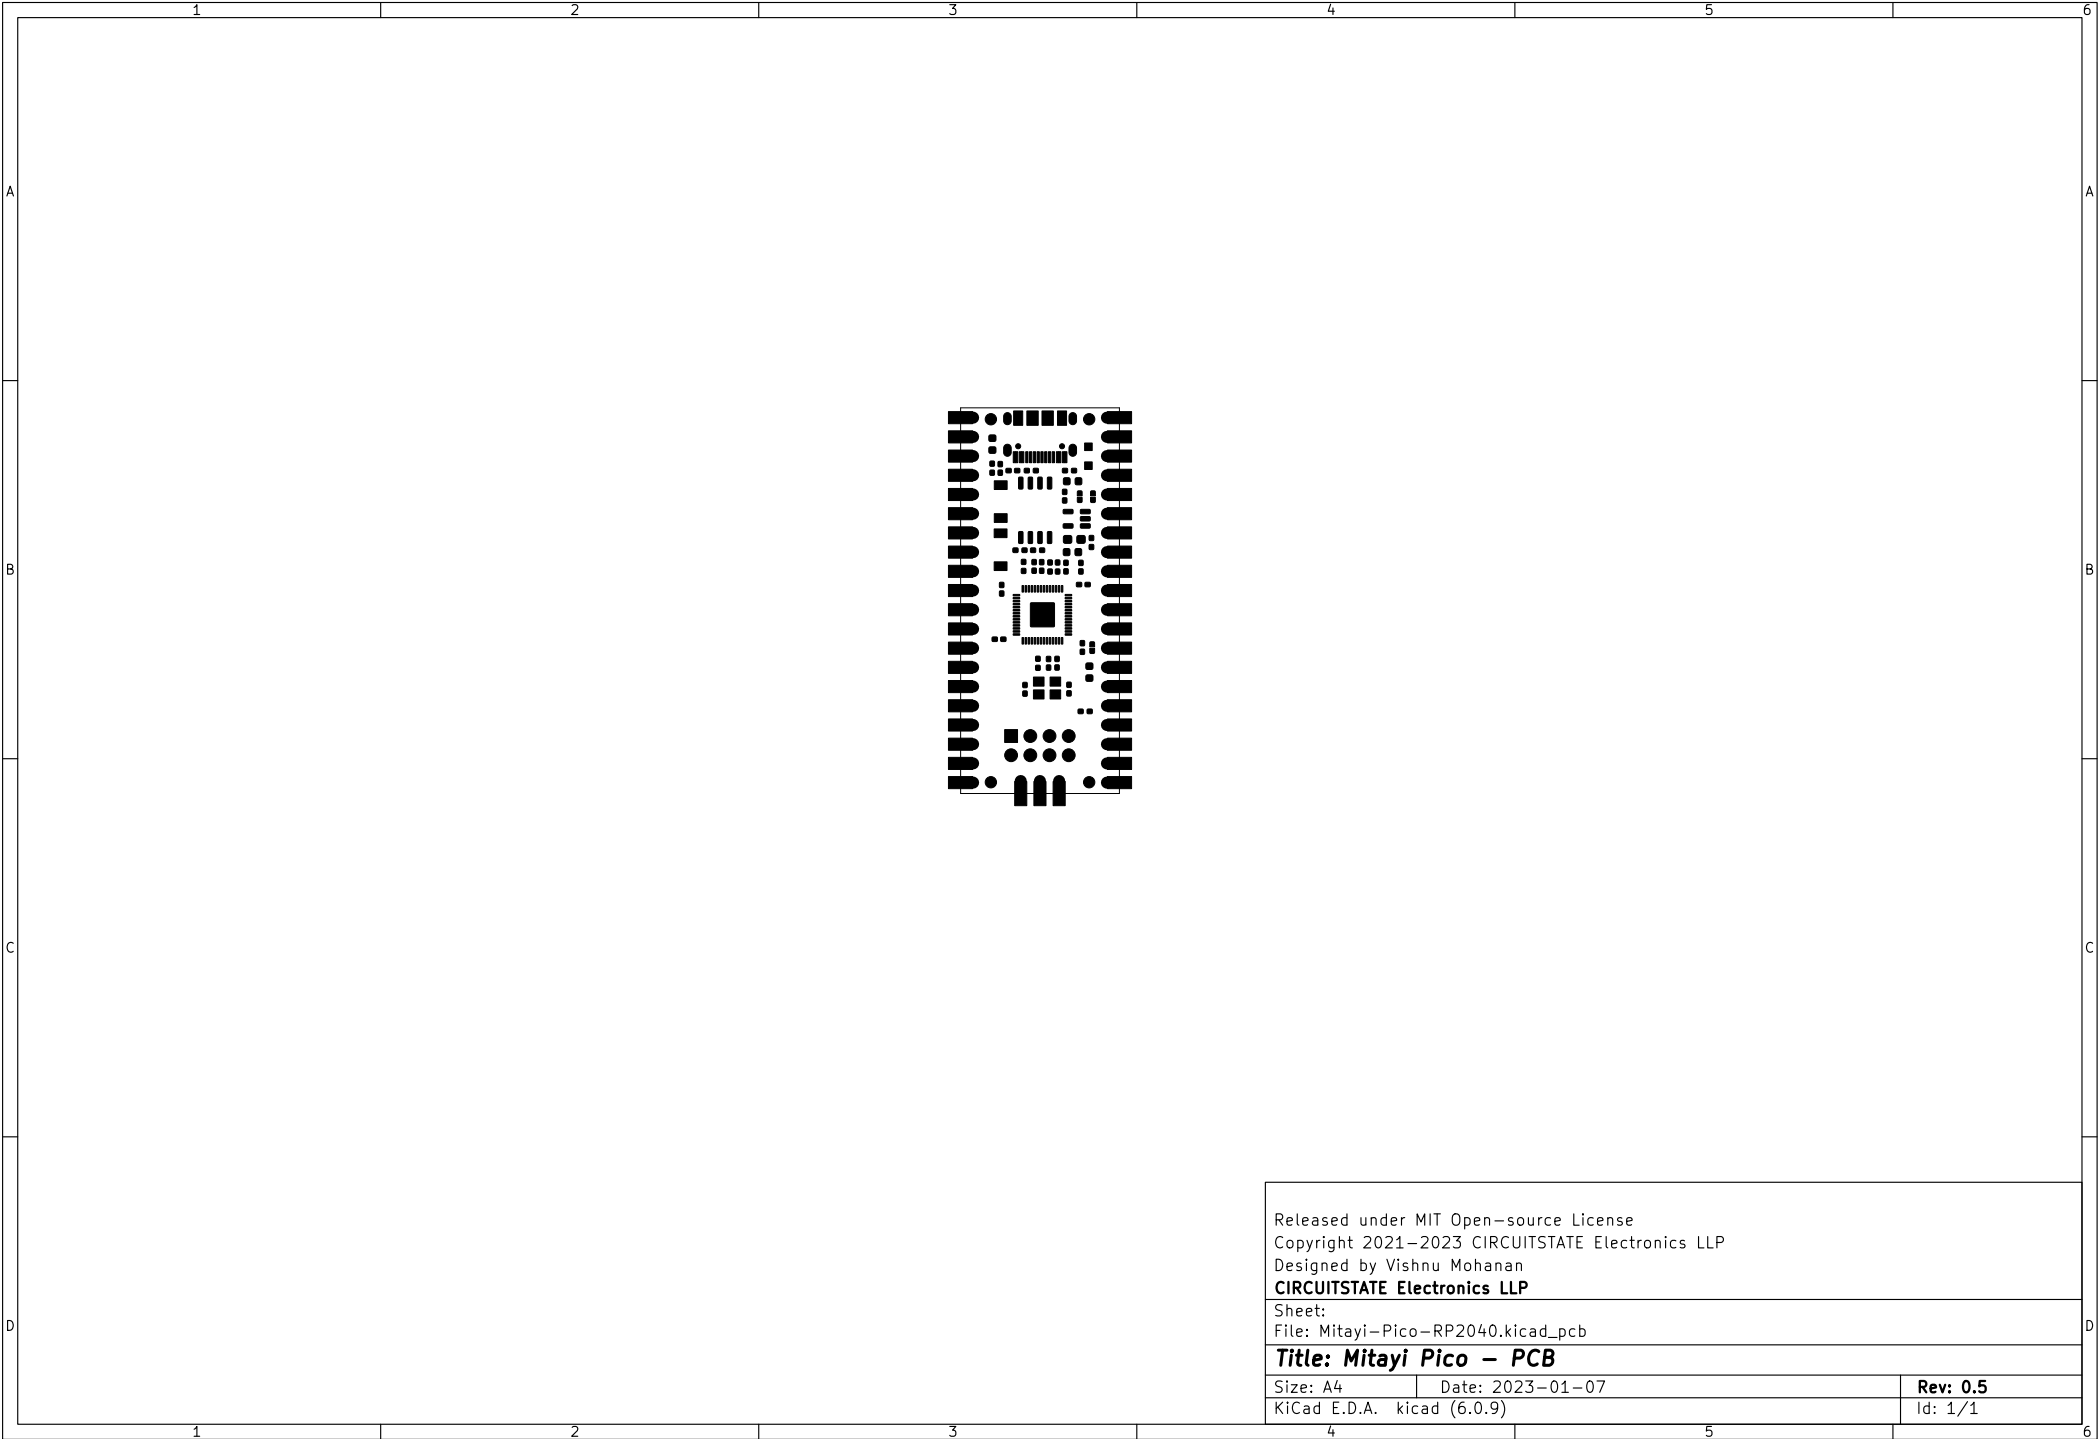 1 2 3 4 5 6
A A
B B
C C
Released under MIT Open-source License
Copyright 2021-2023 CIRCUITSTATE Electronics LLP
Designed by Vishnu Mohanan
CIRCUITSTATE Electronics LLP
Sheet:
D D
File: Mitayi-Pico-RP2040.kicad_pcb
Title: Mitayi Pico - PCB
Size: A4 Date: 2023-01-07 Rev: 0.5
KiCad E.D.A. kicad (6.0.9) Id: 1/1
1 2 3 4 5 6